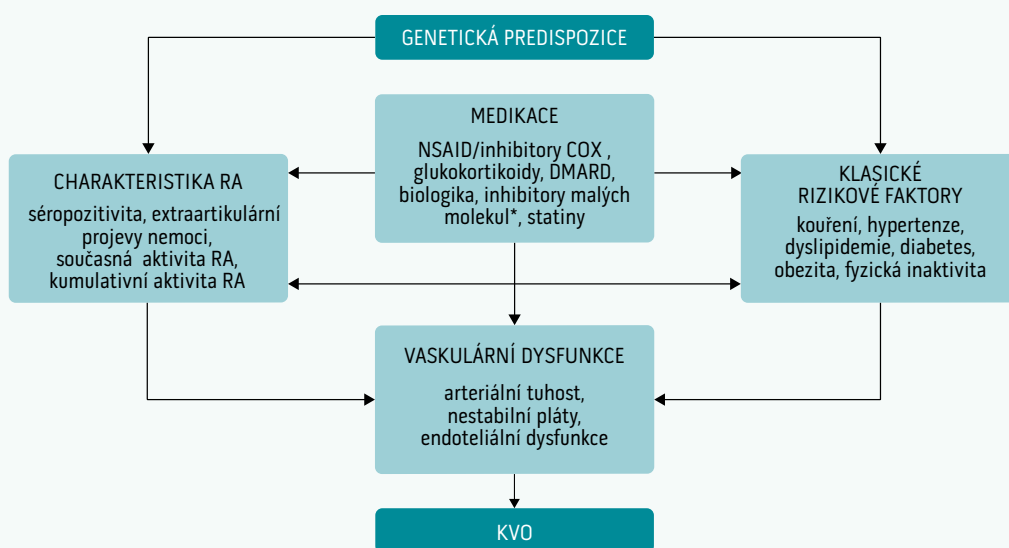 GENETICKÁ PREDISPOZICE
MEDIKACE
NSAID/inhibitory COX ,
glukokortikoidy, DMARD,
biologika, inhibitory malých
molekul*, statiny
CHARAKTERISTIKA RA
séropozitivita, extraartikulární
projevy nemoci,
současná aktivita RA,
kumulativní aktivita RA
KLASICKÉ
RIZIKOVÉ FAKTORY
kouření, hypertenze,
dyslipidemie, diabetes,
obezita, fyzická inaktivita
VASKULÁRNÍ DYSFUNKCE
arteriální tuhost,
nestabilní pláty,
endoteliální dysfunkce
KVO